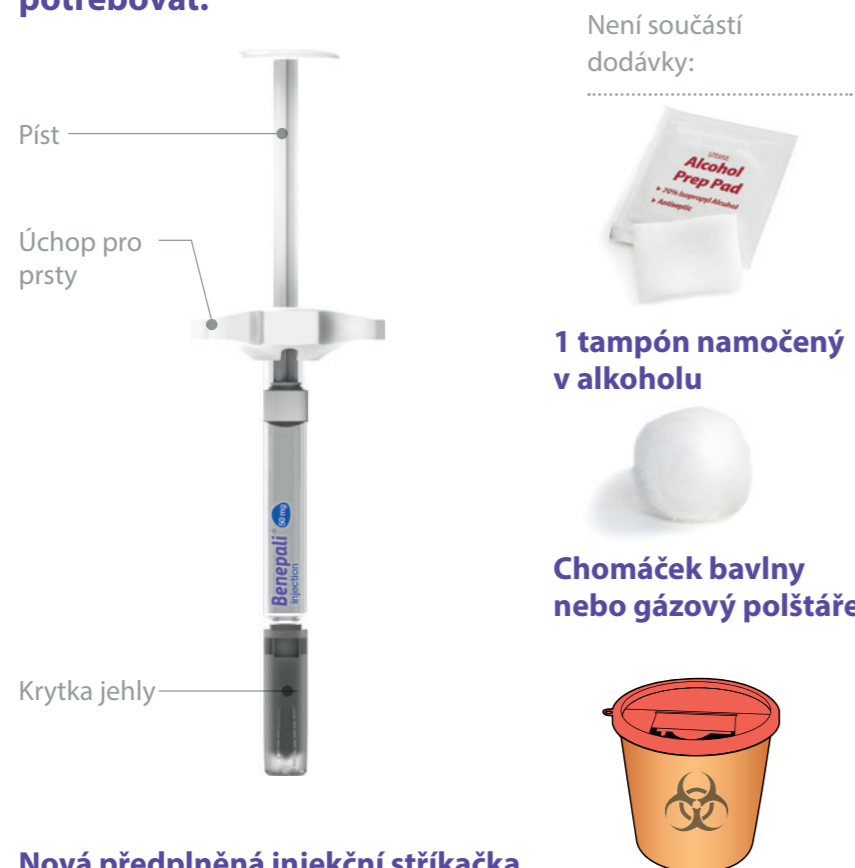 potřebovat:
Není součástí
dodávky:
Píst
Úchop pro
prsty
Krytka jehly
Benepali®
injection
50 mg
STERILE
Alcohol
Prep Pad
▸ 70% Isopropyl Alcohol
▸ Antiseptic
1 tampón namočený
v alkoholu
Chomáček bavlny
nebo gázový polštáře
Nová předplněná injekční stříkačka